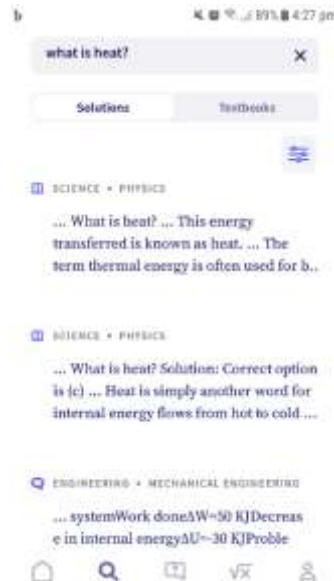 b 89% 4:27 pm
what is heat?
Solutions Textbooks
SCIENCE • PHYSICS
... What is heat? ... This energy
transferred is known as heat. ... The
term thermal energy is often used for b..
SCIENCE • PHYSICS
... What is heat? Solution: Correct option
is (c) ... Heat is simply another word for
internal energy flows from hot to cold ...
ENGINEERING • MECHANICAL ENGINEERING
... systemWork doneΔW=50 KJDecreas
e in internal energyΔU=-30 KJProble
√x